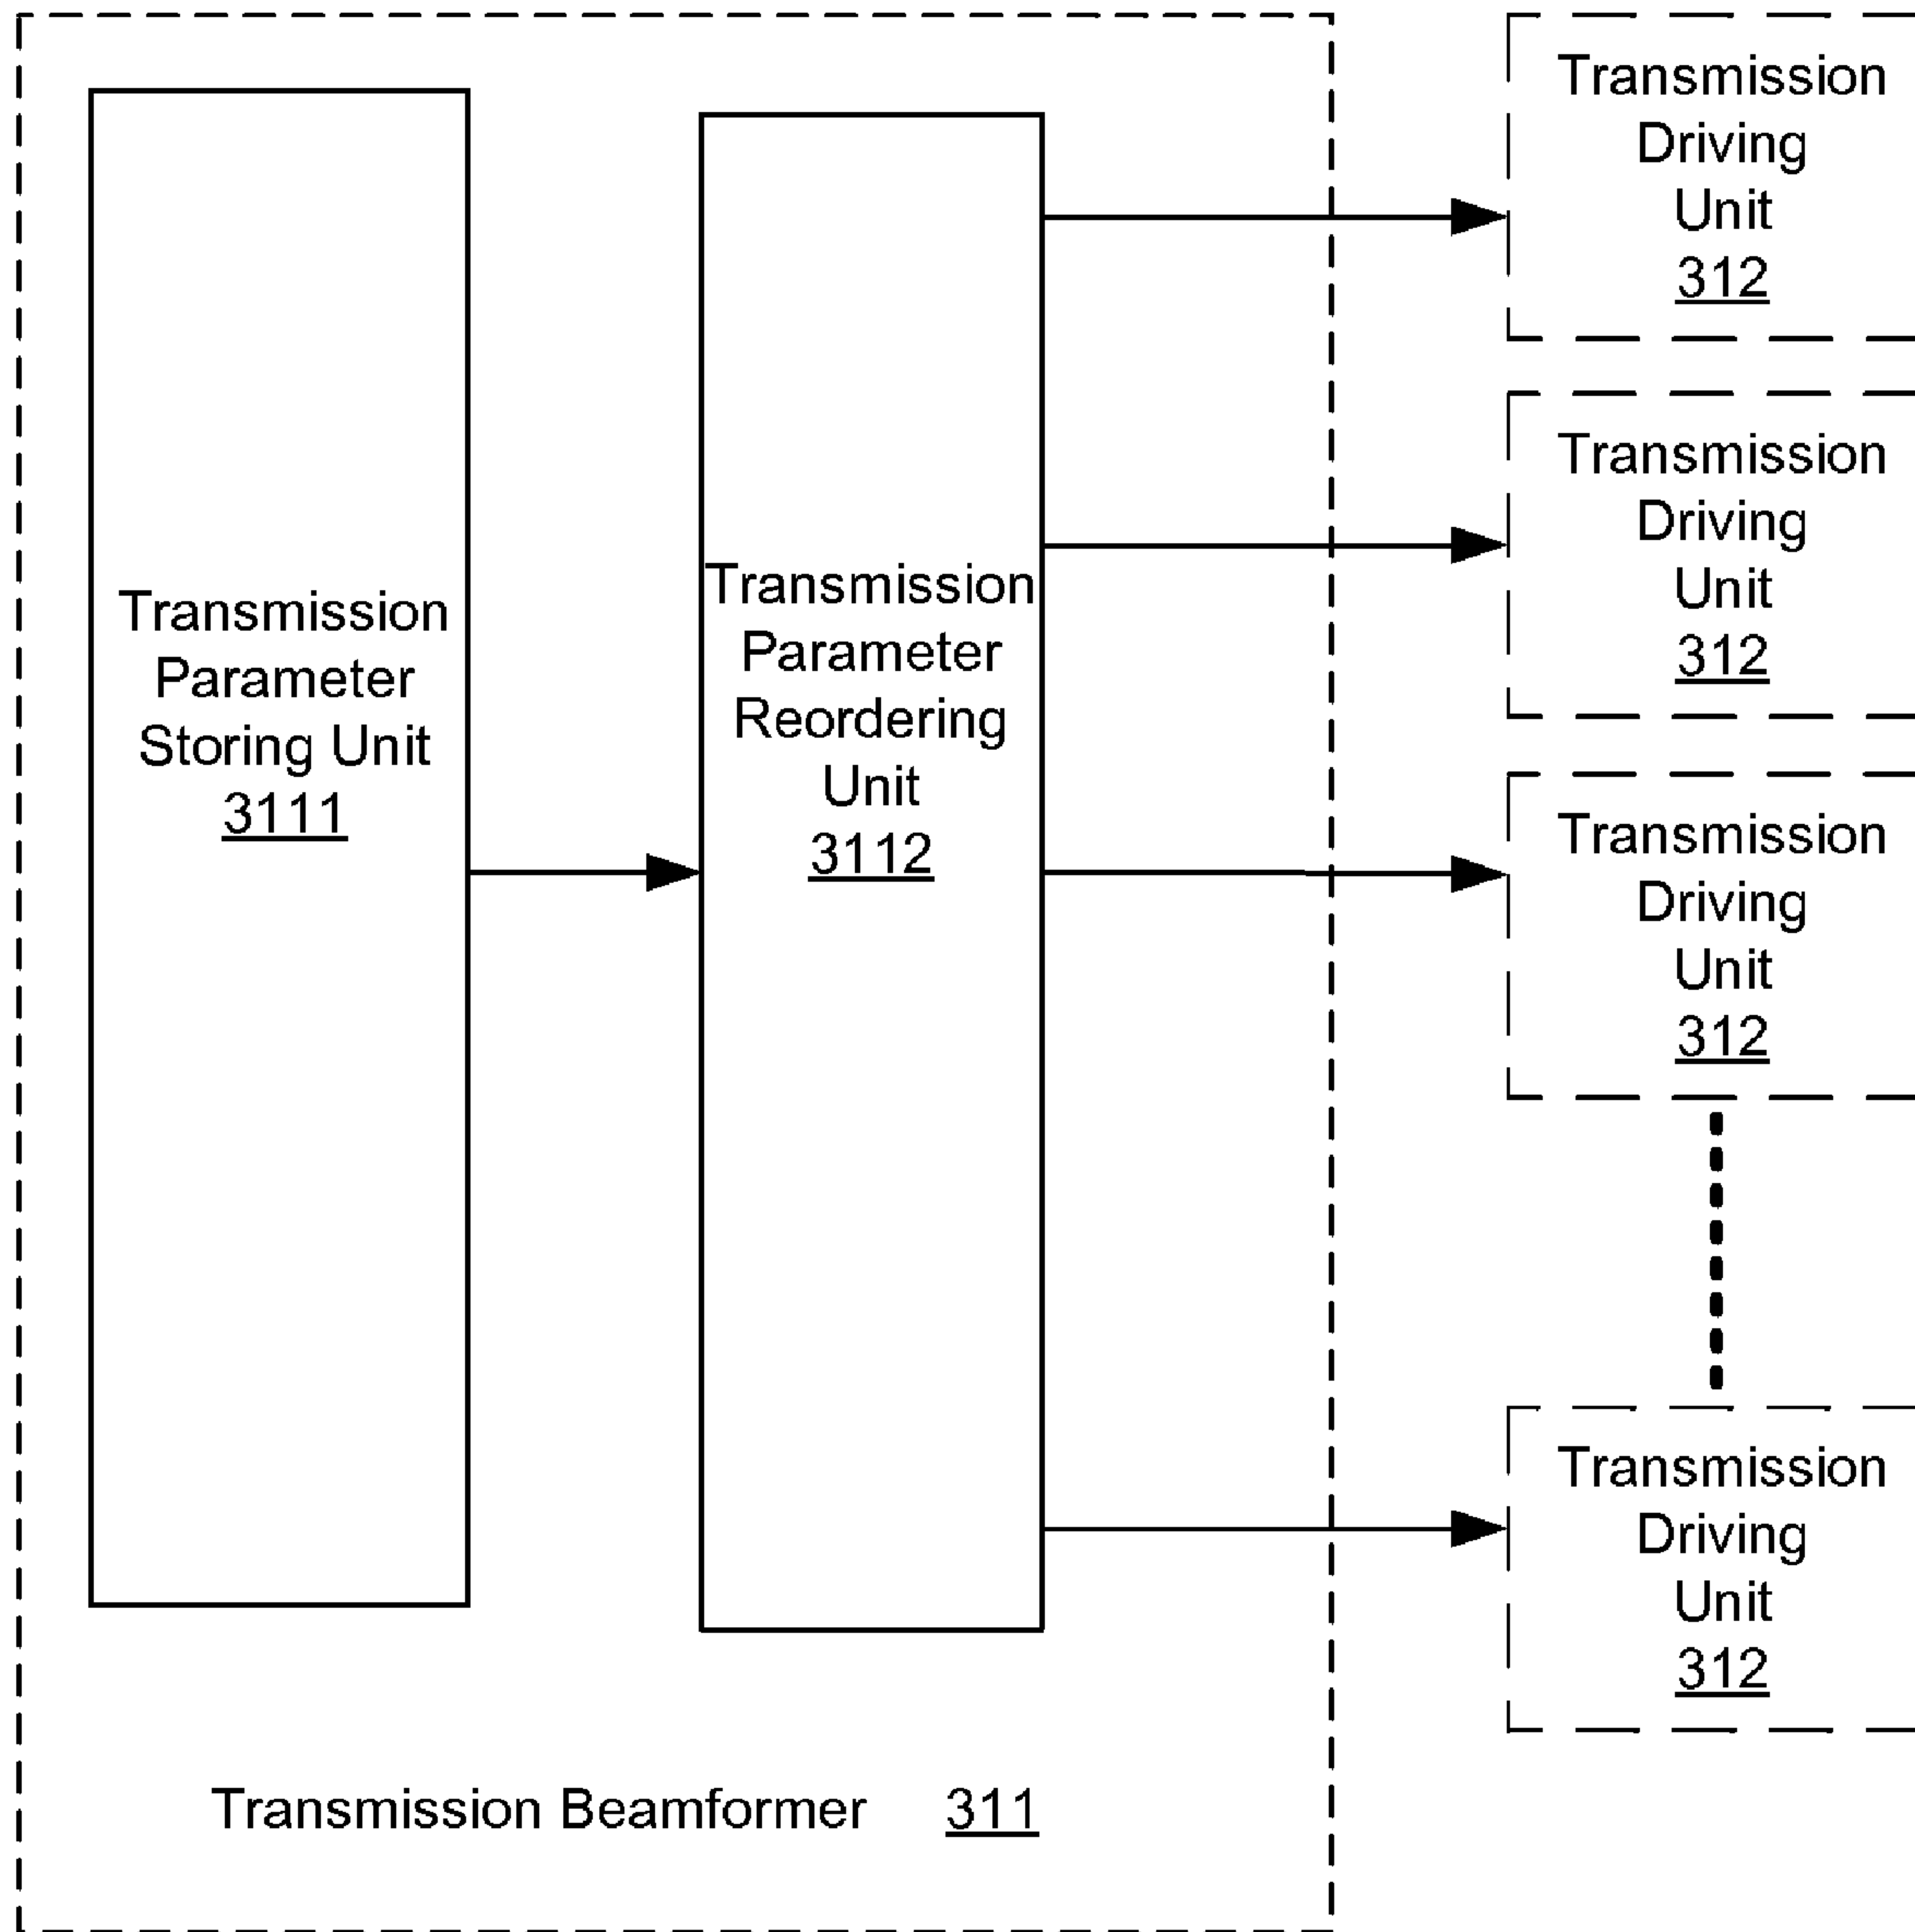 Transmission
Parameter
Storing Unit
3111
Transmission
Parameter
Reordering
Unit
3112
Transmission
Driving
Unit
312
Transmission
Driving
Unit
312
Transmission
Driving
Unit
312
Transmission
Driving
Unit
312
Transmission Beamformer 311